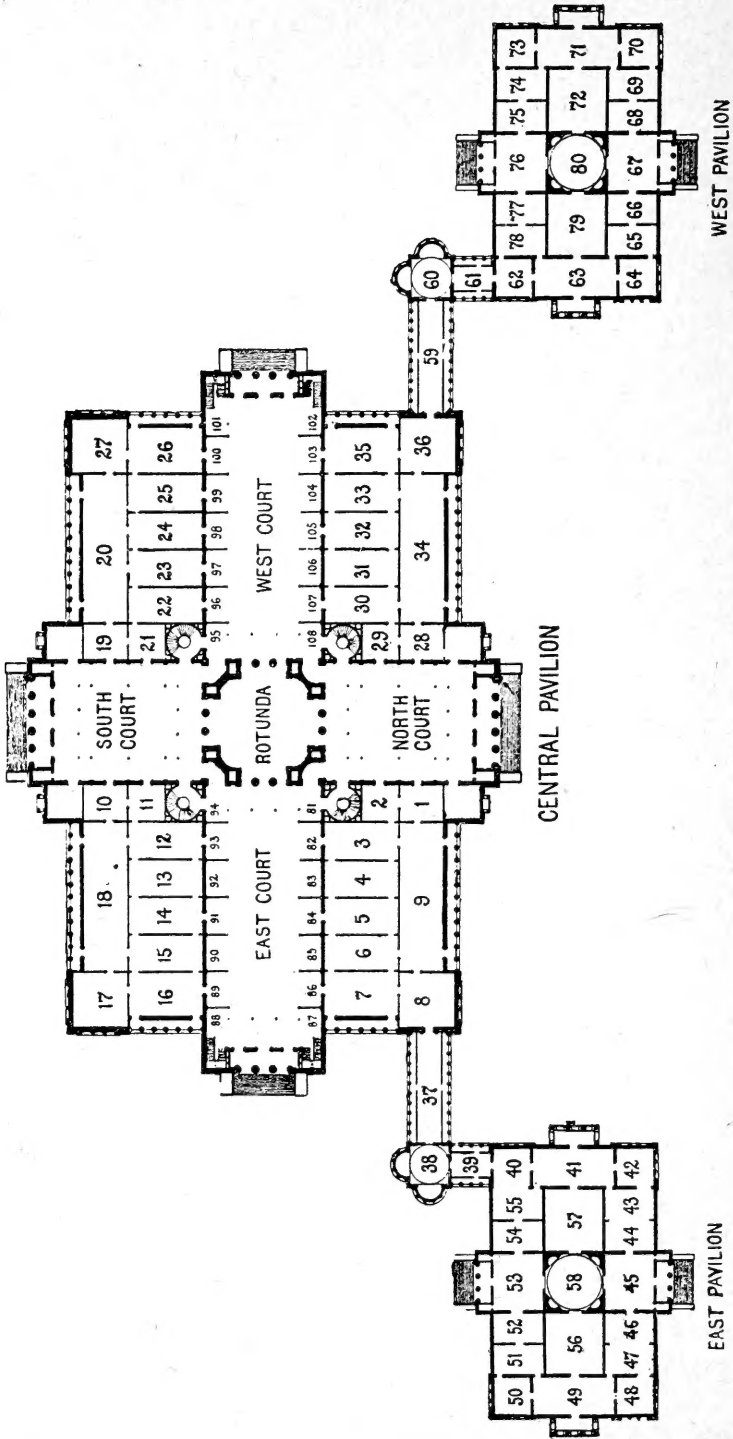 17 18 10 SOUTH 19 20 27
COURT
16 15 14 13 12 11 21 22 23 24 25 26
88 89 90 91 92 93 94 95 96 97 98 99 100 101
EAST COURT ROTUNDA WEST COURT
87 86 85 84 83 82 81 108 107 106 105 104 103 102
7 6 5 4 3 2 29 30 31 32 33 35
NORTH
COURT
8 9 1 28 34 36
37 59
38 60
39 61
CENTRAL PAVILION
50 51 52 53 54 55 40
49 56 58 57 41
48 47 46 45 44 43 42
EAST PAVILION
62 78 77 76 75 74 73
63 79 80 72 71
64 65 66 67 68 69 70
WEST PAVILION